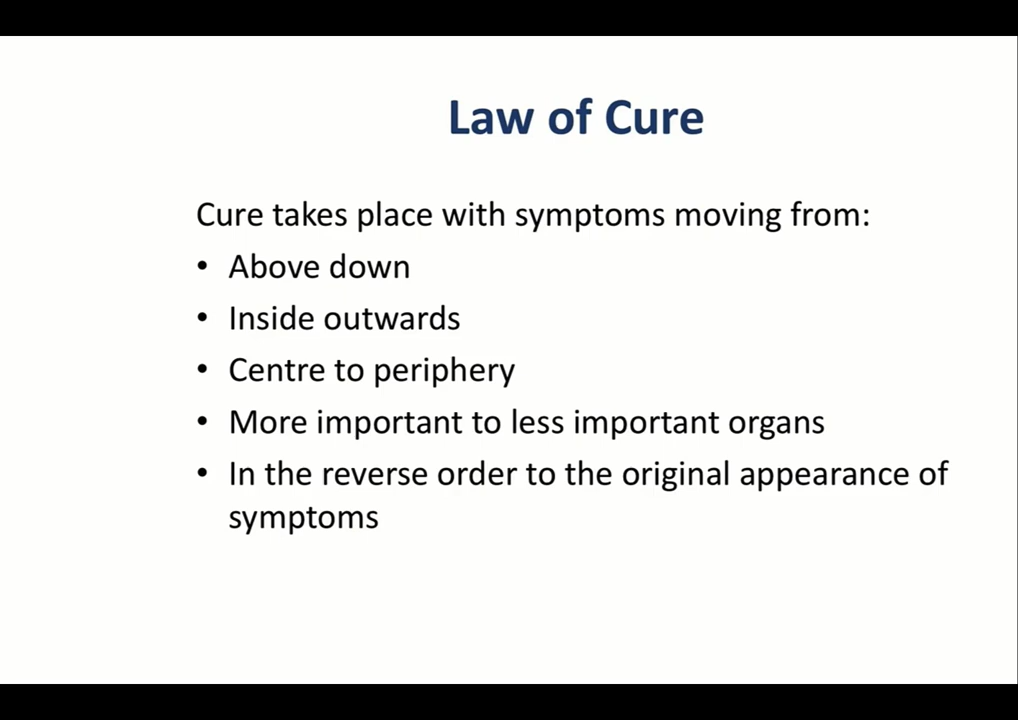 Law of Cure
Cure takes place with symptoms moving from:
• Above down
• Inside outwards
• Centre to periphery
• More important to less important organs
• In the reverse order to the original appearance of
symptoms